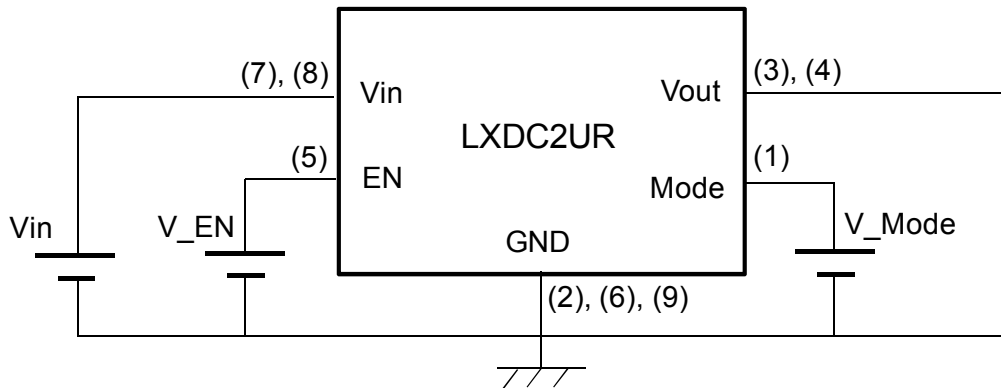 (7), (8)
(3), (4)
Vin
Vout
LXDC2UR
(5)
(1)
EN
Mode
Vin
V_EN
V_Mode
GND
(2), (6), (9)